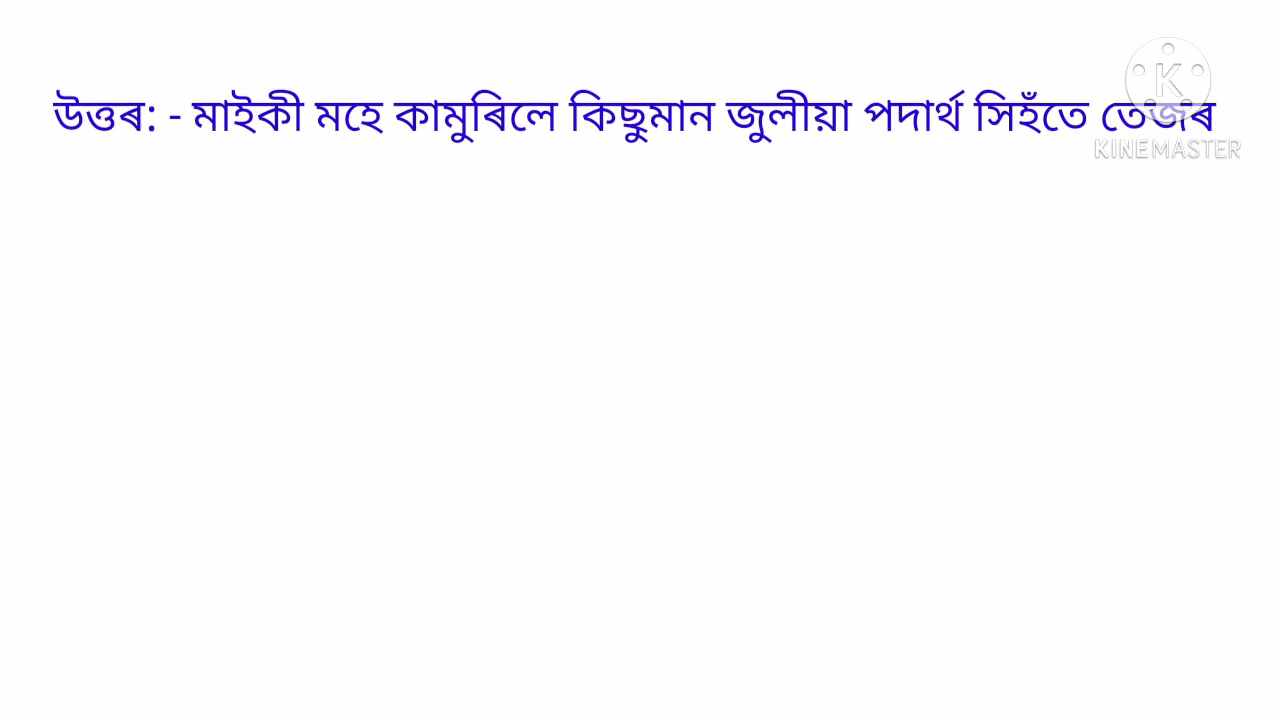 উত্তৰ: - মাইকী মহে কামুৰিলে কিছুমান জুলীয়া পদাৰ্থ সিহঁতে তেজৰ
K
KINEMASTER